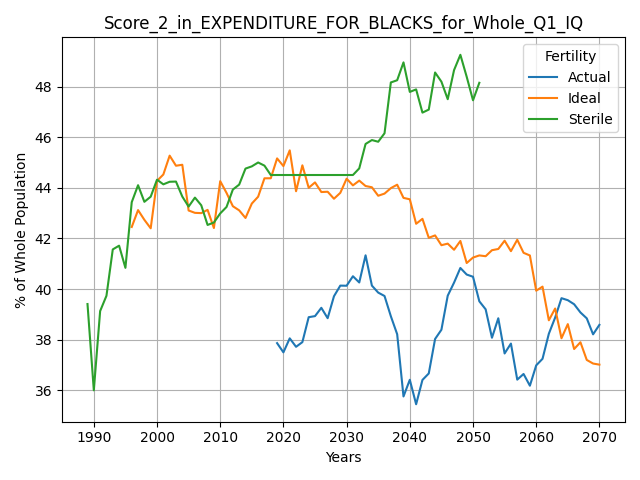 Score_2_in_EXPENDITURE_FOR_BLACKS_for_Whole_Q1_IQ
Fertility
Actual
Ideal
Sterile
% of Whole Population
48
46
44
42
40
38
36
1990
2000
2010
2020
2030
2040
2050
2060
2070
Years